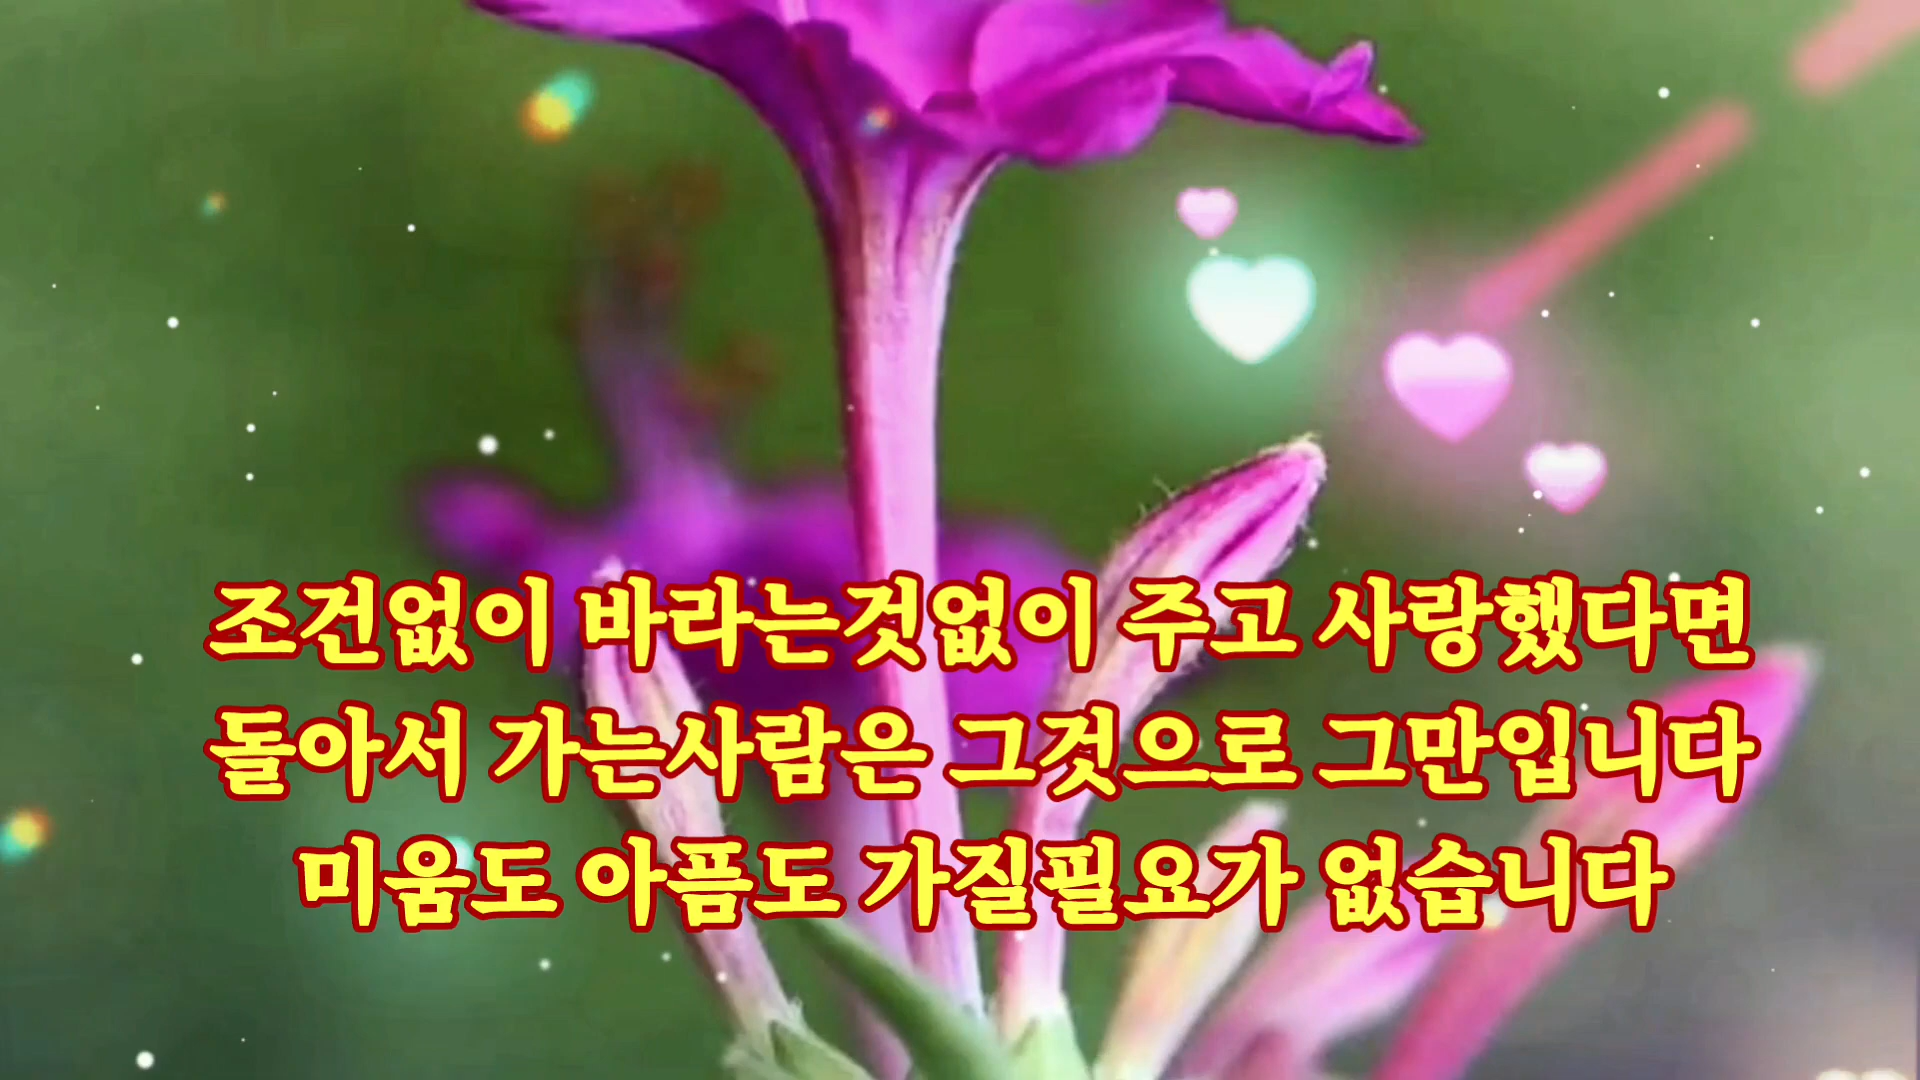 조건없이 바라는것없이 주고 사랑했다면
돌아서 가는사람은 그것으로 그만입니다
미움도 아픔도 가질필요가 없습니다